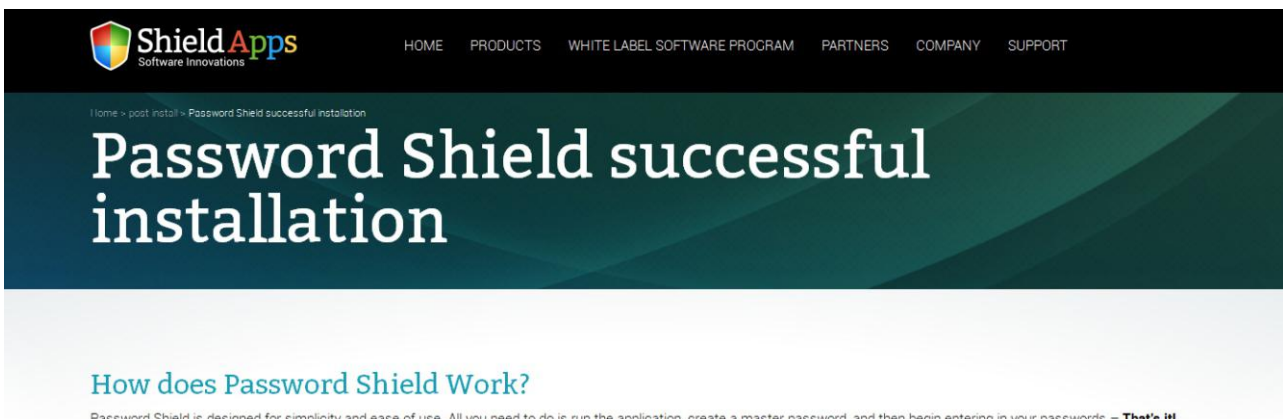 Shield Apps
Software Innovations
HOME PRODUCTS WHITE LABEL SOFTWARE PROGRAM PARTNERS COMPANY SUPPORT
Home > post install > Password Shield successful installation
Password Shield successful
installation
How does Password Shield Work?
Password Shield is designed for simplicity and ease of use. All you need to do is run the application, create a master password, and then begin entering in your passwords – That's it!